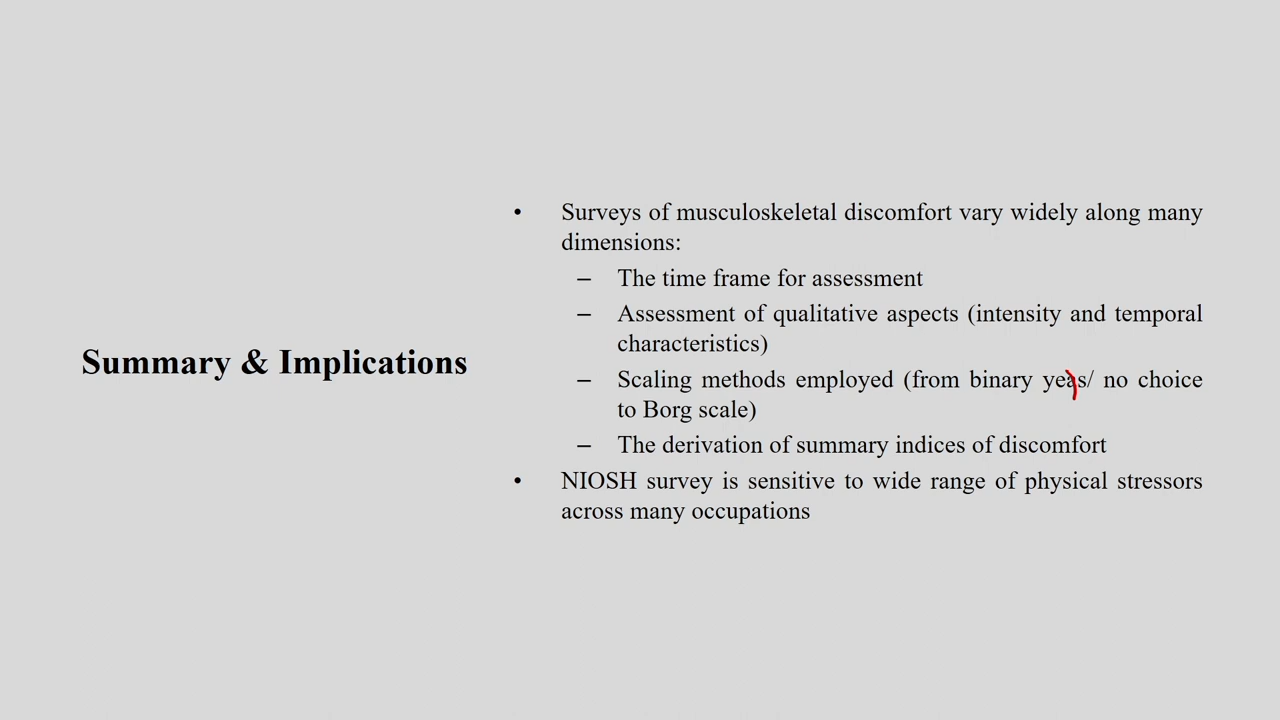 Summary & Implications
• Surveys of musculoskeletal discomfort vary widely along many
dimensions:
– The time frame for assessment
– Assessment of qualitative aspects (intensity and temporal
characteristics)
– Scaling methods employed (from binary yeas/ no choice
to Borg scale)
– The derivation of summary indices of discomfort
• NIOSH survey is sensitive to wide range of physical stressors
across many occupations